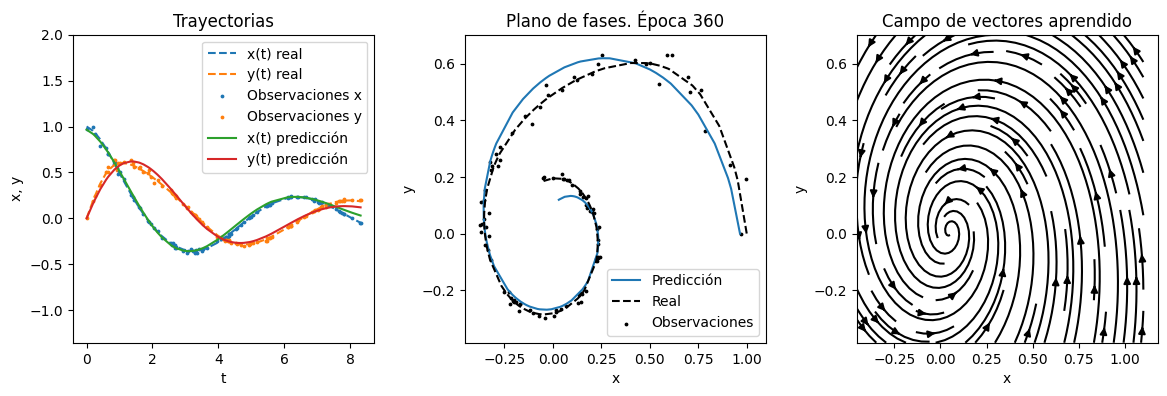 Trayectorias
x, y
2.0
1.5
1.0
0.5
0.0
−0.5
−1.0
x(t) real
y(t) real
Observaciones x
Observaciones y
x(t) predicción
y(t) predicción
0
2
4
6
8
t
Plano de fases. Época 360
y
0.6
0.4
0.2
0.0
−0.2
Predicción
Real
Observaciones
−0.25
0.00
0.25
0.50
0.75
1.00
x
Campo de vectores aprendido
y
0.6
0.4
0.2
0.0
−0.2
−0.25
0.00
0.25
0.50
0.75
1.00
x